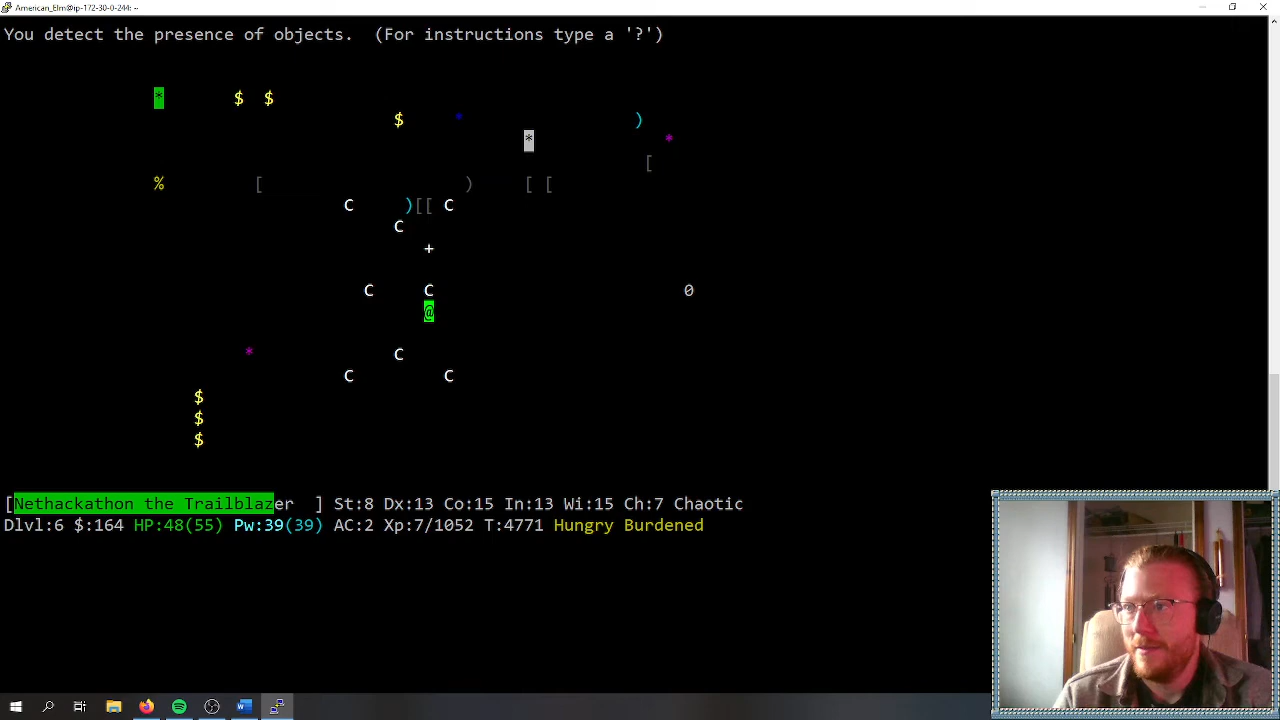 American_Elm@ip-172-30-0-244: ~
You detect the presence of objects.  (For instructions type a '?')
* $ $
$ * )
* *
[
% [ ) [ [
C )[[ C
C
+
C C 0
@
*
C
C C
$
$
$
[Nethackathon the Trailblazer  ] St:8 Dx:13 Co:15 In:13 Wi:15 Ch:7 Chaotic
Dlvl:6 $:164 HP:48(55) Pw:39(39) AC:2 Xp:7/1052 T:4771 Hungry Burdened